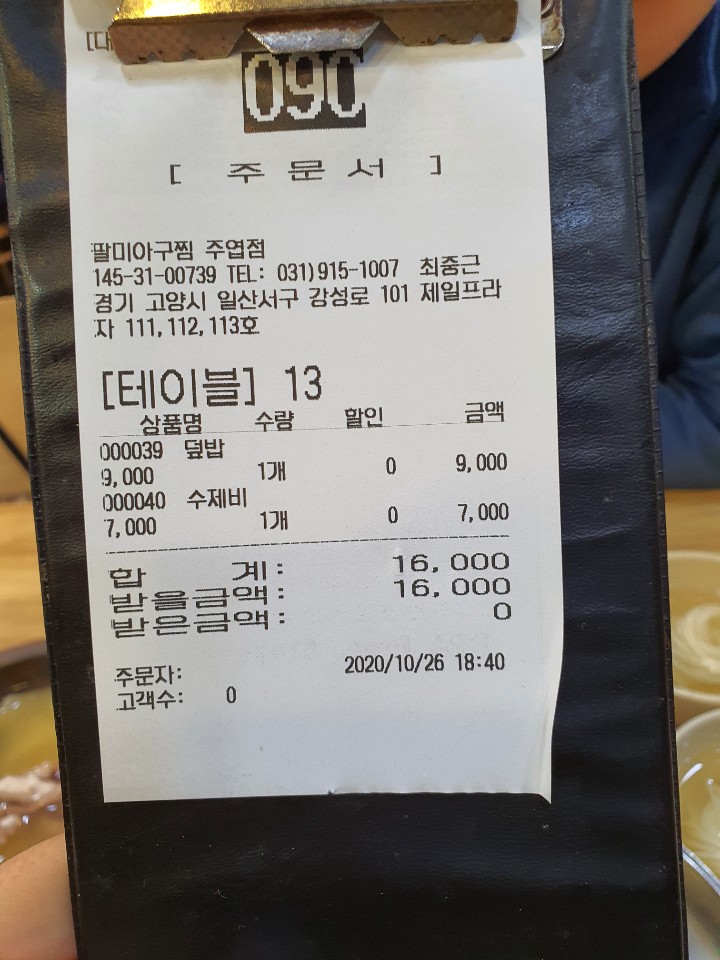 090
[ 주 문 서 ]
팔미아구찜 주엽점
145-31-00739 TEL: 031)915-1007 최중근
경기 고양시 일산서구 강성로 101 제일프라
자 111,112,113호
[테이블] 13
상품명 수량 할인 금액
000039 덮밥
9,000 1개 0 9,000
000040 수제비
7,000 1개 0 7,000
합 계: 16,000
받을금액: 16,000
받은금액: 0
주문자: 2020/10/26 18:40
고객수: 0